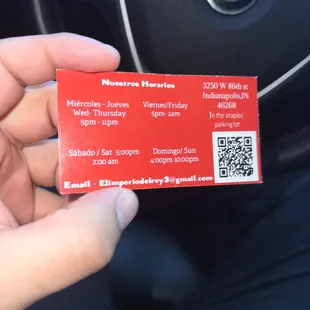 Nuestros Horarios
Miércoles - Jueves
Wed- Thursday
5pm - 11pm
Viernes/Friday
5pm- 2am
Sábado / Sat 5:00pm
2:00 am
Domingo/ Sun
4:00pm 10:00pm
Email - Elimperiodelrey3@gmail.com
3250 W 86th st
Indianapolis,IN
46268
In the staples'
parking lot